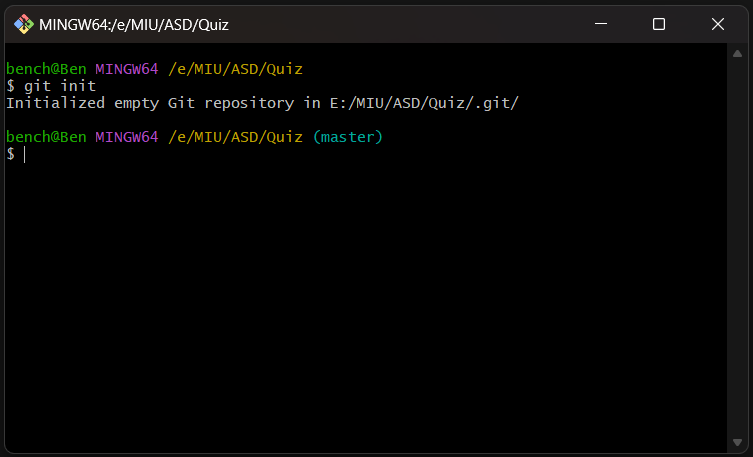 MINGW64:/e/MIU/ASD/Quiz
bench@Ben MINGW64 /e/MIU/ASD/Quiz
$ git init
Initialized empty Git repository in E:/MIU/ASD/Quiz/.git/
bench@Ben MINGW64 /e/MIU/ASD/Quiz (master)
$